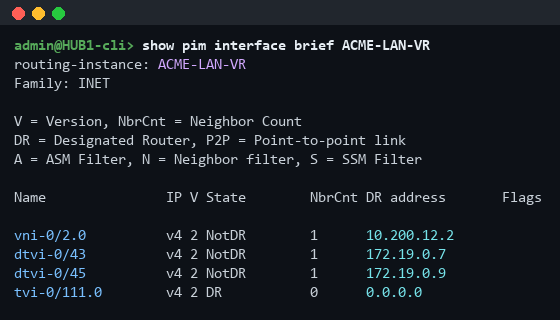 admin@HUB1-cli> show pim interface brief ACME-LAN-VR
routing-instance: ACME-LAN-VR
Family: INET
V = Version, NbrCnt = Neighbor Count
DR = Designated Router, P2P = Point-to-point link
A = ASM Filter, N = Neighbor filter, S = SSM Filter
Name IP V State NbrCnt DR address Flags
vni-0/2.0 v4 2 NotDR 1 10.200.12.2
dtvi-0/43 v4 2 NotDR 1 172.19.0.7
dtvi-0/45 v4 2 NotDR 1 172.19.0.9
tvi-0/111.0 v4 2 DR 0 0.0.0.0